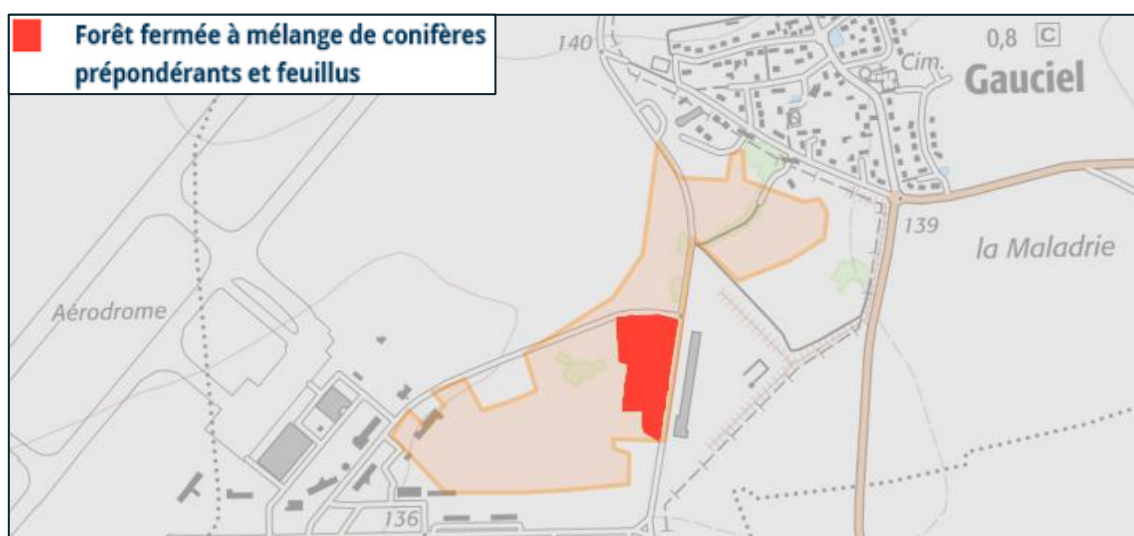 Forêt fermée à mélange de conifères
prépondérants et feuillus
140
0,8 C
Cim.
Gauciel
139
la Maladrie
Aérodrome
136